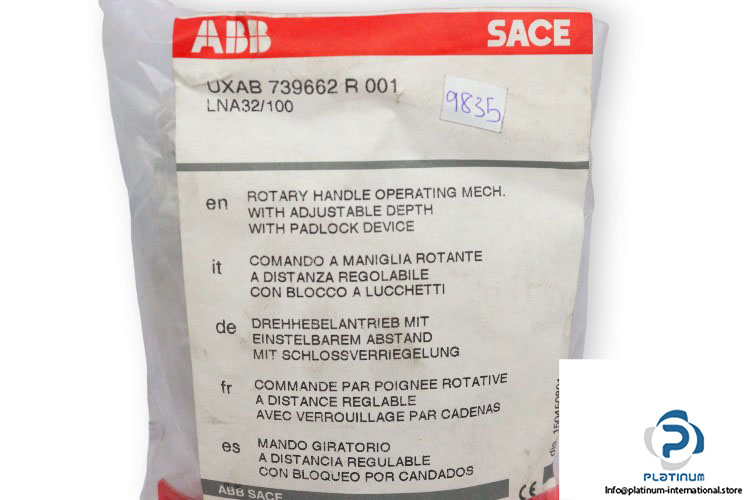 ABB SACE
UXAB 739662 R 001
LNA32/100
9835
en
ROTARY HANDLE OPERATING MECH.
WITH ADJUSTABLE DEPTH
WITH PADLOCK DEVICE
it
COMANDO A MANIGLIA ROTANTE
A DISTANZA REGOLABILE
CON BLOCCO A LUCCHETTI
de
DREHHEBELANTRIEB MIT
EINSTELBAREM ABSTAND
MIT SCHLOSSVERRIEGELUNG
fr
COMMANDE PAR POIGNEE ROTATIVE
A DISTANCE REGLABLE
AVEC VERROUILLAGE PAR CADENAS
es
MANDO GIRATORIO
A DISTANCIA REGULABLE
CON BLOQUEO POR CANDADOS
ABB SACE
CE
PLATINUM
INTERNATIONAL
Info@platinum-international.store